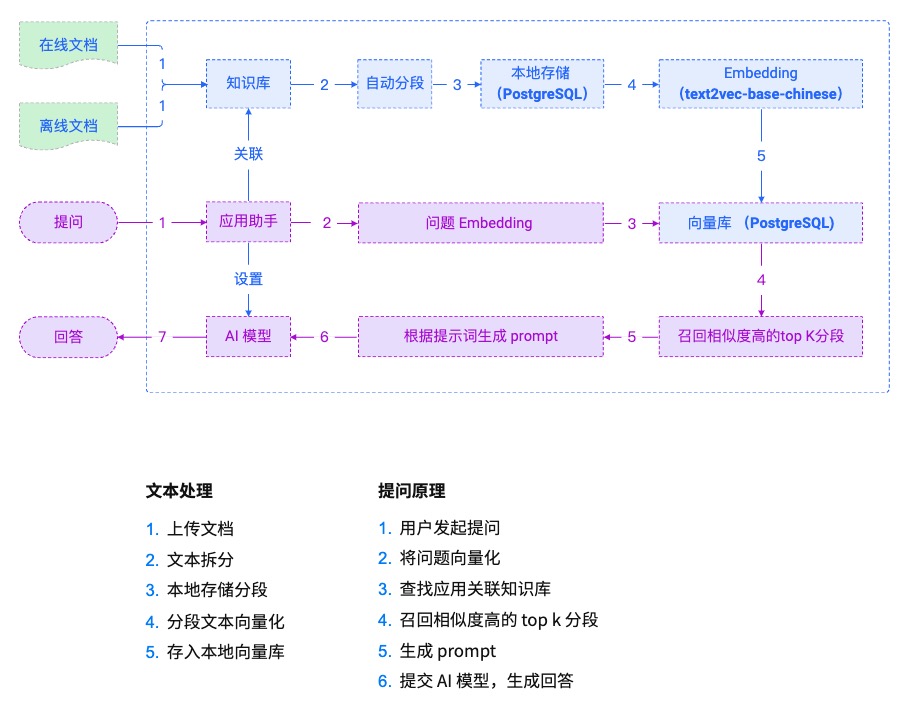 在线文档
1
1
离线文档
知识库
2
自动分段
3
本地存储
（PostgreSQL）
4
Embedding
（text2vec-base-chinese）
关联
5
提问
1
应用助手
2
问题 Embedding
3
向量库 （PostgreSQL)
设置
4
回答
7
AI 模型
6
根据提示词生成 prompt
5
召回相似度高的top K分段
文本处理
1. 上传文档
2. 文本拆分
3. 本地存储分段
4. 分段文本向量化
5. 存入本地向量库
提问原理
1. 用户发起提问
2. 将问题向量化
3. 查找应用关联知识库
4. 召回相似度高的 top k 分段
5. 生成 prompt
6. 提交 AI 模型，生成回答